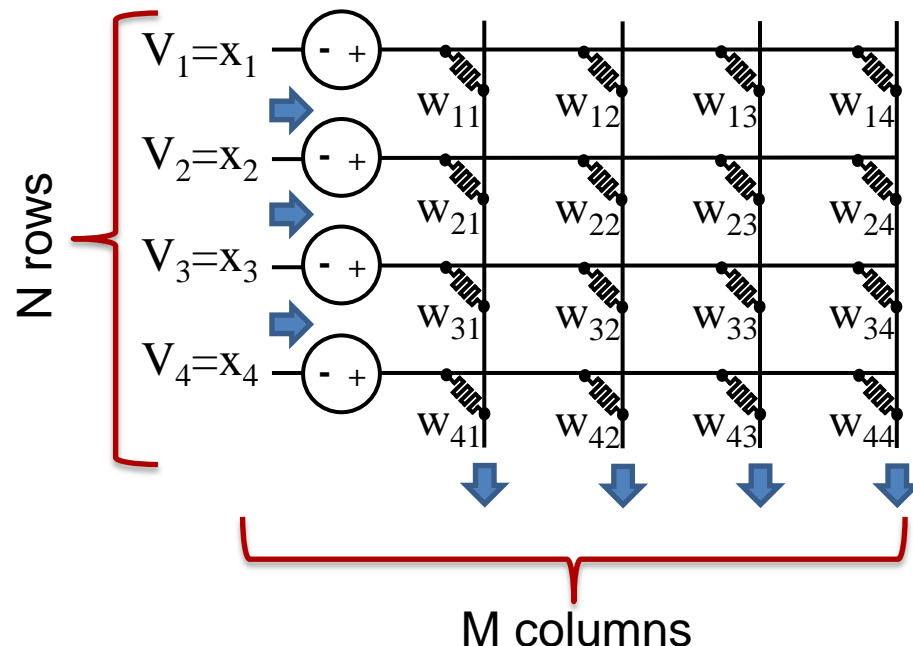 V1=x1 - +
w11 w12 w13 w14
V2=x2 - +
w21 w22 w23 w24
V3=x3 - +
w31 w32 w33 w34
V4=x4 - +
w41 w42 w43 w44
N rows
M columns